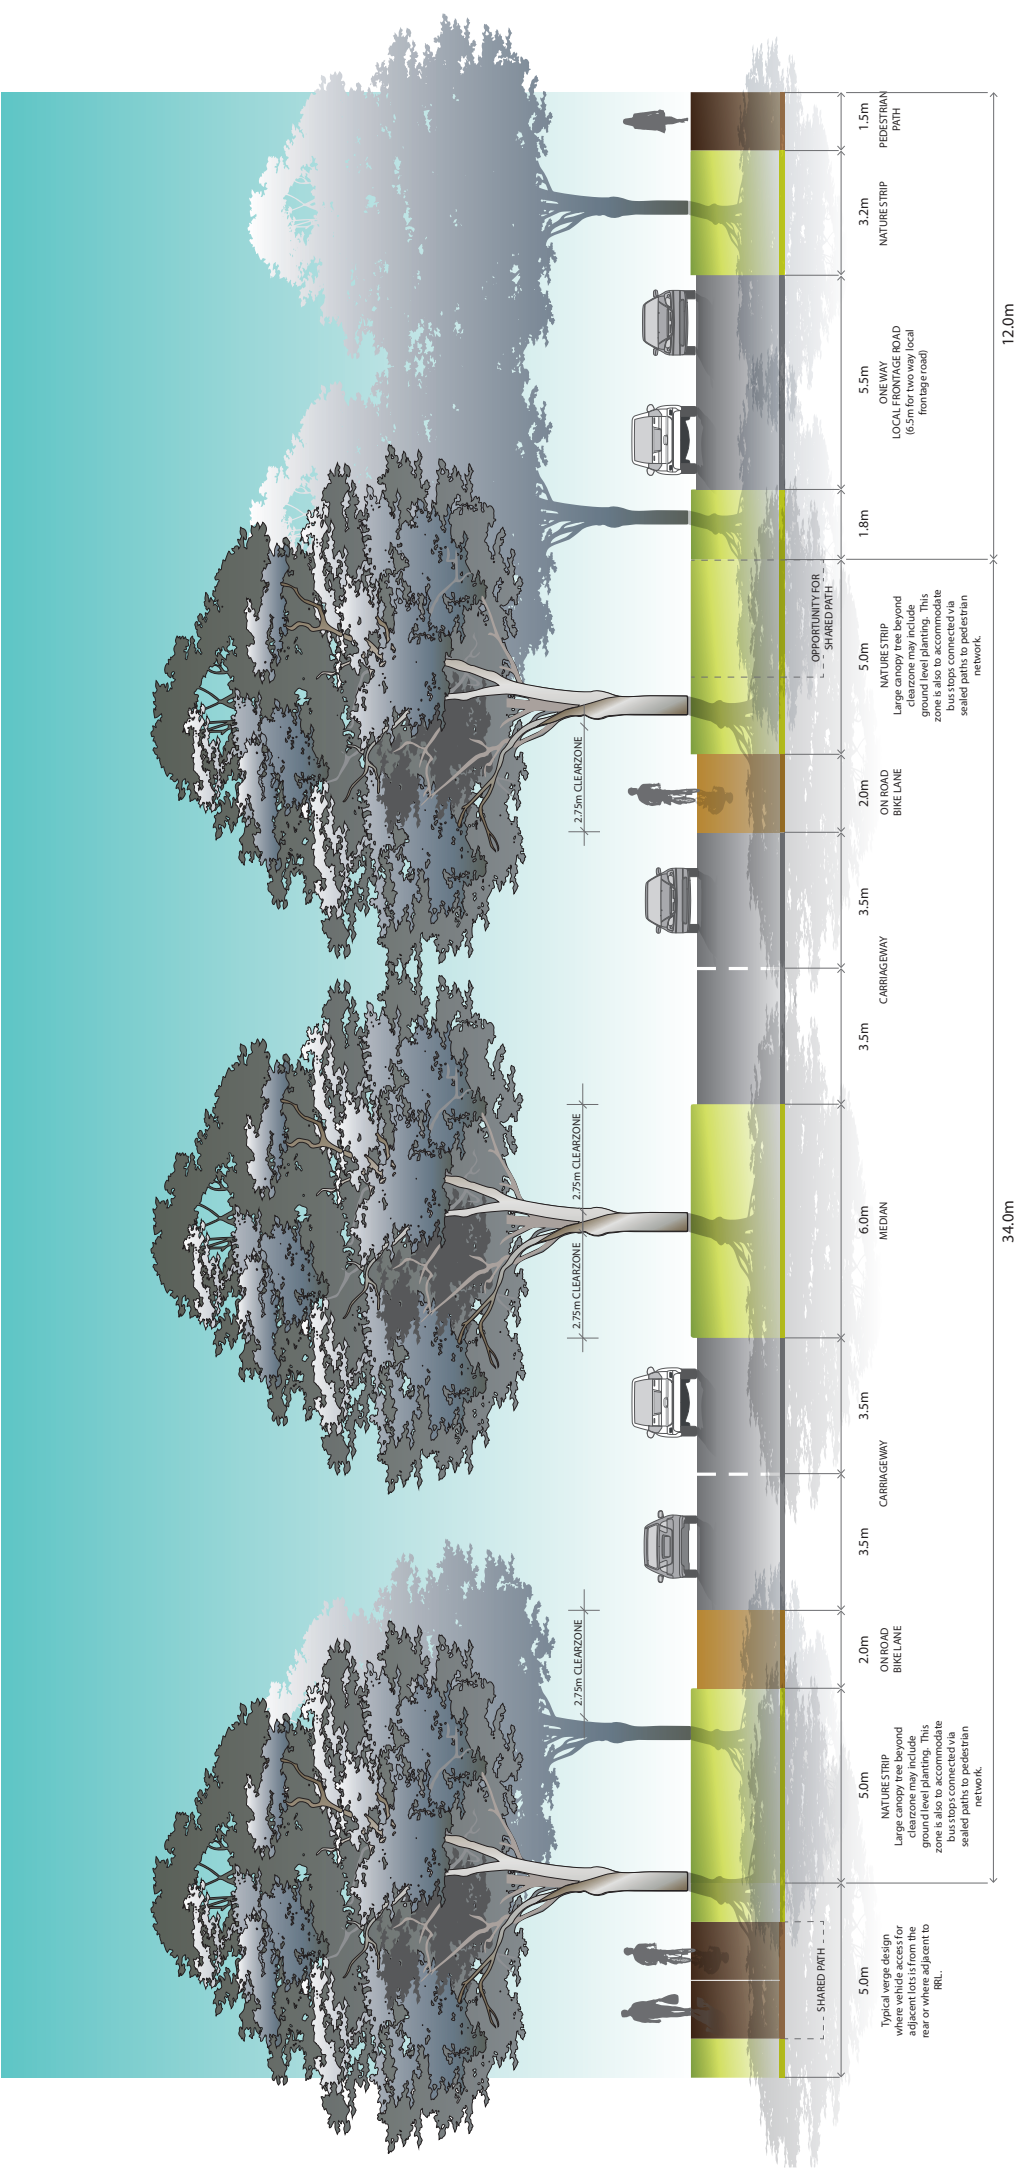 2.75m CLEARZONE
2.75m CLEARZONE
2.75m CLEARZONE
2.75m CLEARZONE
SHARED PATH
OPPORTUNITY FOR
SHARED PATH
5.0m
Typical verge design
where vehicle access for
adjacent lots is from the
rear or where adjacent to
RRL.
5.0m
NATURE STRIP
Large canopy tree beyond
clearzone may include
ground level planting. This
zone is also to accommodate
bus stops connected via
sealed paths to pedestrian
network.
2.0m
ON ROAD
BIKE LANE
3.5m
CARRIAGEWAY
3.5m
6.0m
MEDIAN
3.5m
CARRIAGEWAY
3.5m
2.0m
ON ROAD
BIKE LANE
5.0m
NATURE STRIP
Large canopy tree beyond
clearzone may include
ground level planting. This
zone is also to accommodate
bus stops connected via
sealed paths to pedestrian
network.
1.8m
5.5m
ONE WAY
LOCAL FRONTAGE ROAD
(6.5m for two way local
frontage road)
3.2m
NATURE STRIP
1.5m
PEDESTRIAN
PATH
34.0m
12.0m